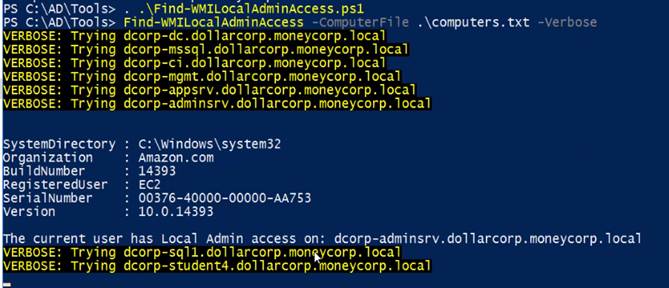 PS C:\AD\Tools> . .\Find-WMILocalAdminAccess.ps1
PS C:\AD\Tools> Find-WMILocalAdminAccess -ComputerFile .\computers.txt -Verbose
VERBOSE: Trying dcorp-dc.dollarcorp.moneycorp.local
VERBOSE: Trying dcorp-mssql.dollarcorp.moneycorp.local
VERBOSE: Trying dcorp-ci.dollarcorp.moneycorp.local
VERBOSE: Trying dcorp-mgmt.dollarcorp.moneycorp.local
VERBOSE: Trying dcorp-appsrv.dollarcorp.moneycorp.local
VERBOSE: Trying dcorp-adminsrv.dollarcorp.moneycorp.local
SystemDirectory : C:\Windows\system32
Organization : Amazon.com
BuildNumber : 14393
RegisteredUser : EC2
SerialNumber : 00376-40000-00000-AA753
Version : 10.0.14393
The current user has Local Admin access on: dcorp-adminsrv.dollarcorp.moneycorp.local
VERBOSE: Trying dcorp-sql1.dollarcorp.moneycorp.local
VERBOSE: Trying dcorp-student4.dollarcorp.moneycorp.local